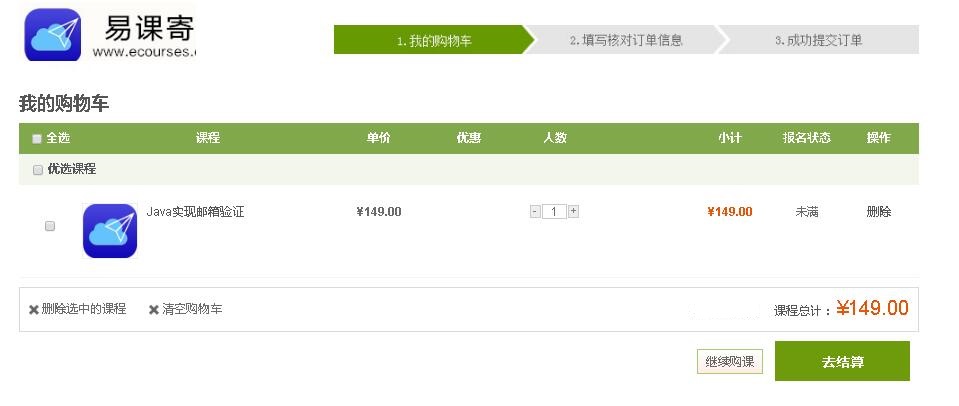 易课寄
www.ecourses.
1.我的购物车 2.填写核对订单信息 3.成功提交订单
我的购物车
全选 课程 单价 优惠 人数 小计 报名状态 操作
优选课程
Java实现邮箱验证 ¥149.00 - 1 + ¥149.00 未满 删除
删除选中的课程 清空购物车 课程总计：¥149.00
继续购课 去结算